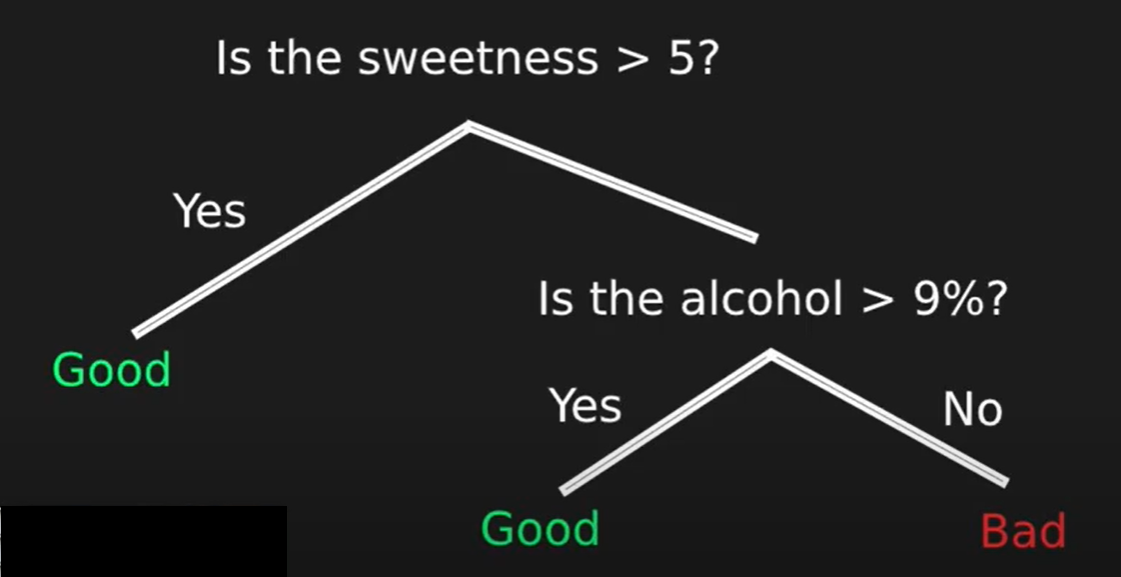 Is the sweetness > 5?
Yes
Is the alcohol > 9%?
Good
Yes
No
Good
Bad